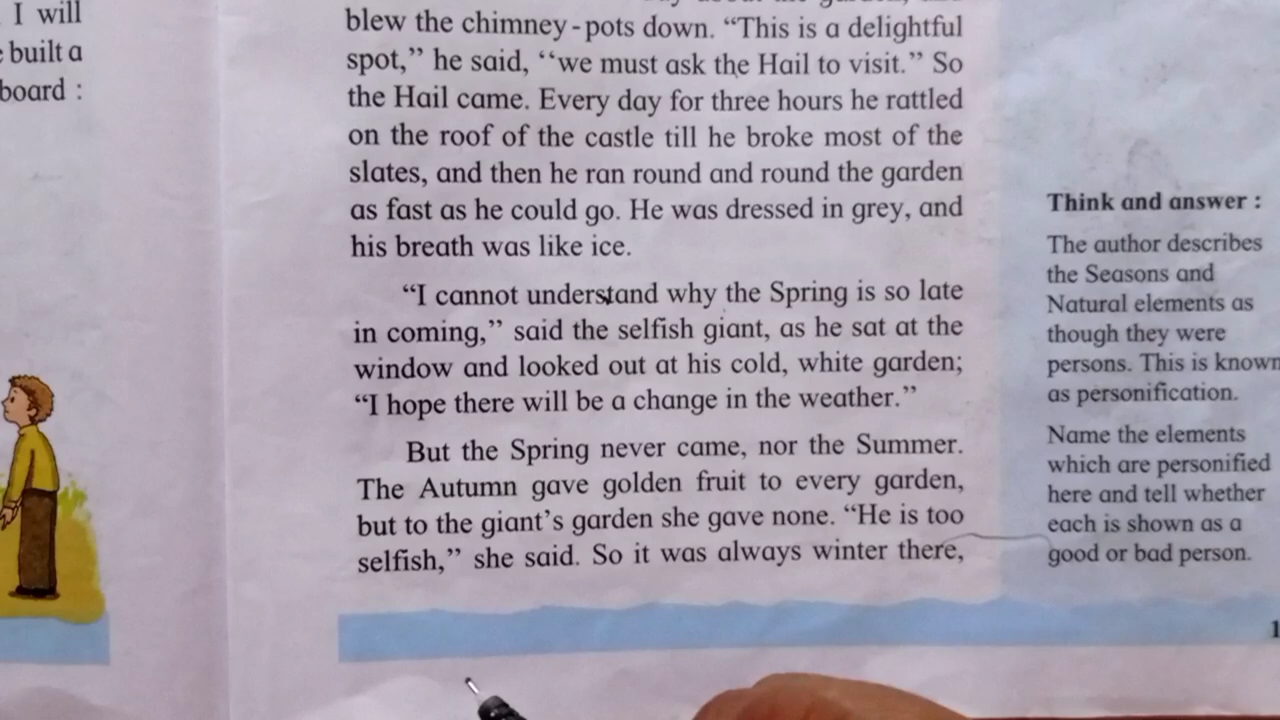 I will
built a
board :
blew the chimney-pots down. “This is a delightful
spot,” he said, “we must ask the Hail to visit.” So
the Hail came. Every day for three hours he rattled
on the roof of the castle till he broke most of the
slates, and then he ran round and round the garden
as fast as he could go. He was dressed in grey, and
his breath was like ice.
“I cannot understand why the Spring is so late
in coming,” said the selfish giant, as he sat at the
window and looked out at his cold, white garden;
“I hope there will be a change in the weather.”
But the Spring never came, nor the Summer.
The Autumn gave golden fruit to every garden,
but to the giant’s garden she gave none. “He is too
selfish,” she said. So it was always winter there,
Think and answer :
The author describes
the Seasons and
Natural elements as
though they were
persons. This is known
as personification.
Name the elements
which are personified
here and tell whether
each is shown as a
good or bad person.